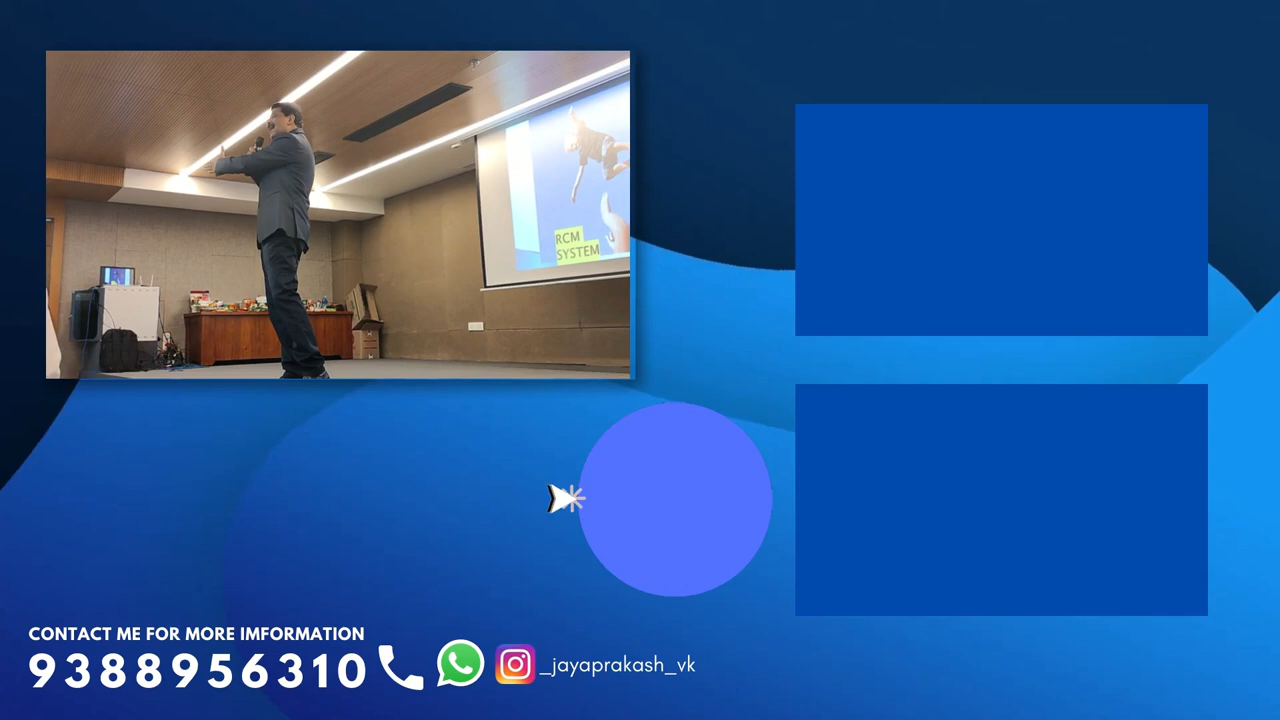 RCM
SYSTEM
CONTACT ME FOR MORE IMFORMATION
9388956310
_jayaprakash_vk